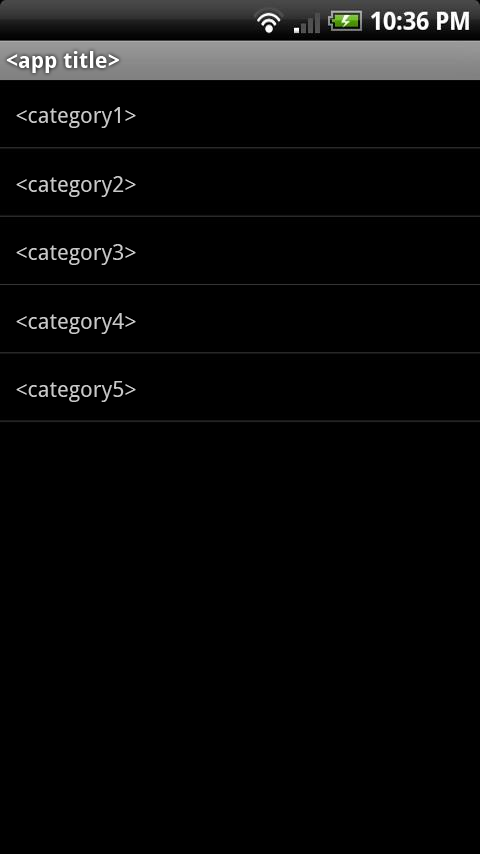 10:36 PM
<app title>
<category1>
<category2>
<category3>
<category4>
<category5>